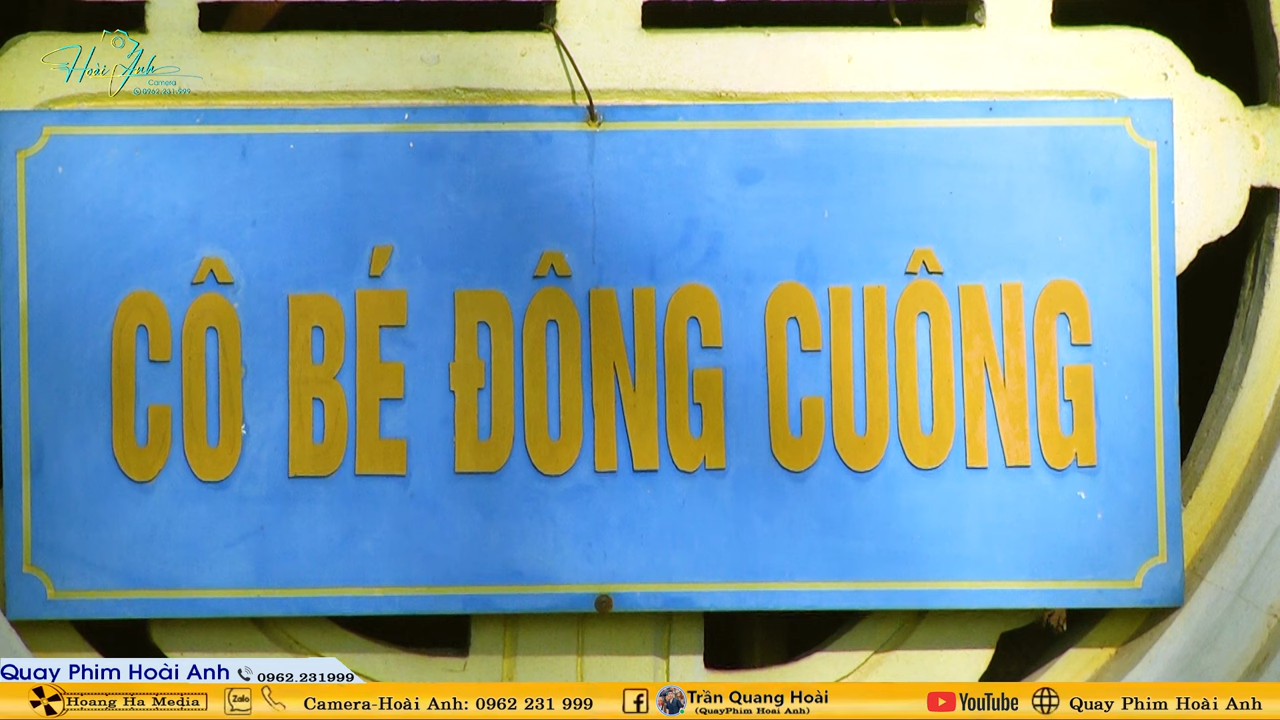 Hoài Anh
Camera
0962.231.999
CÔ BÉ ĐÔNG CUÔNG
Quay Phim Hoài Anh 0962.231999
Hoang Ha Media Zalo Camera-Hoài Anh: 0962 231 999 Trần Quang Hoài YouTube Quay Phim Hoài Anh
(QuayPhim Hoai Anh)